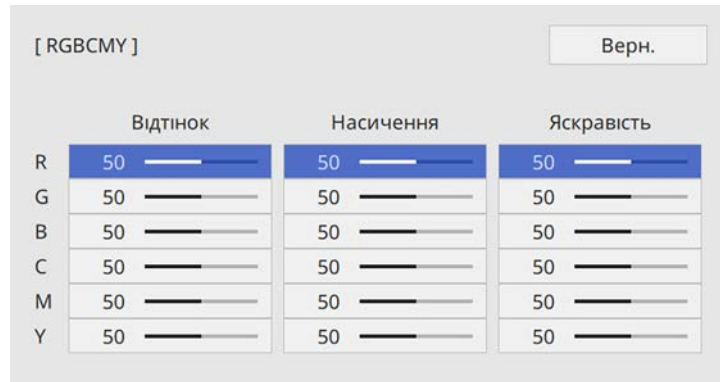 [ RGBCMY ] Верн.
Відтінок Насичення Яскравість
R 50 50 50
G 50 50 50
B 50 50 50
C 50 50 50
M 50 50 50
Y 50 50 50